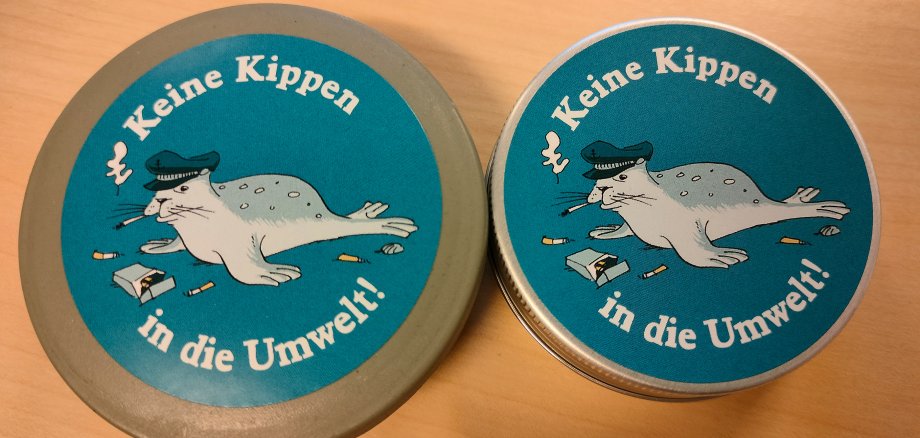 Keine Kippen
in die Umwelt!
Keine Kippen
in die Umwelt!